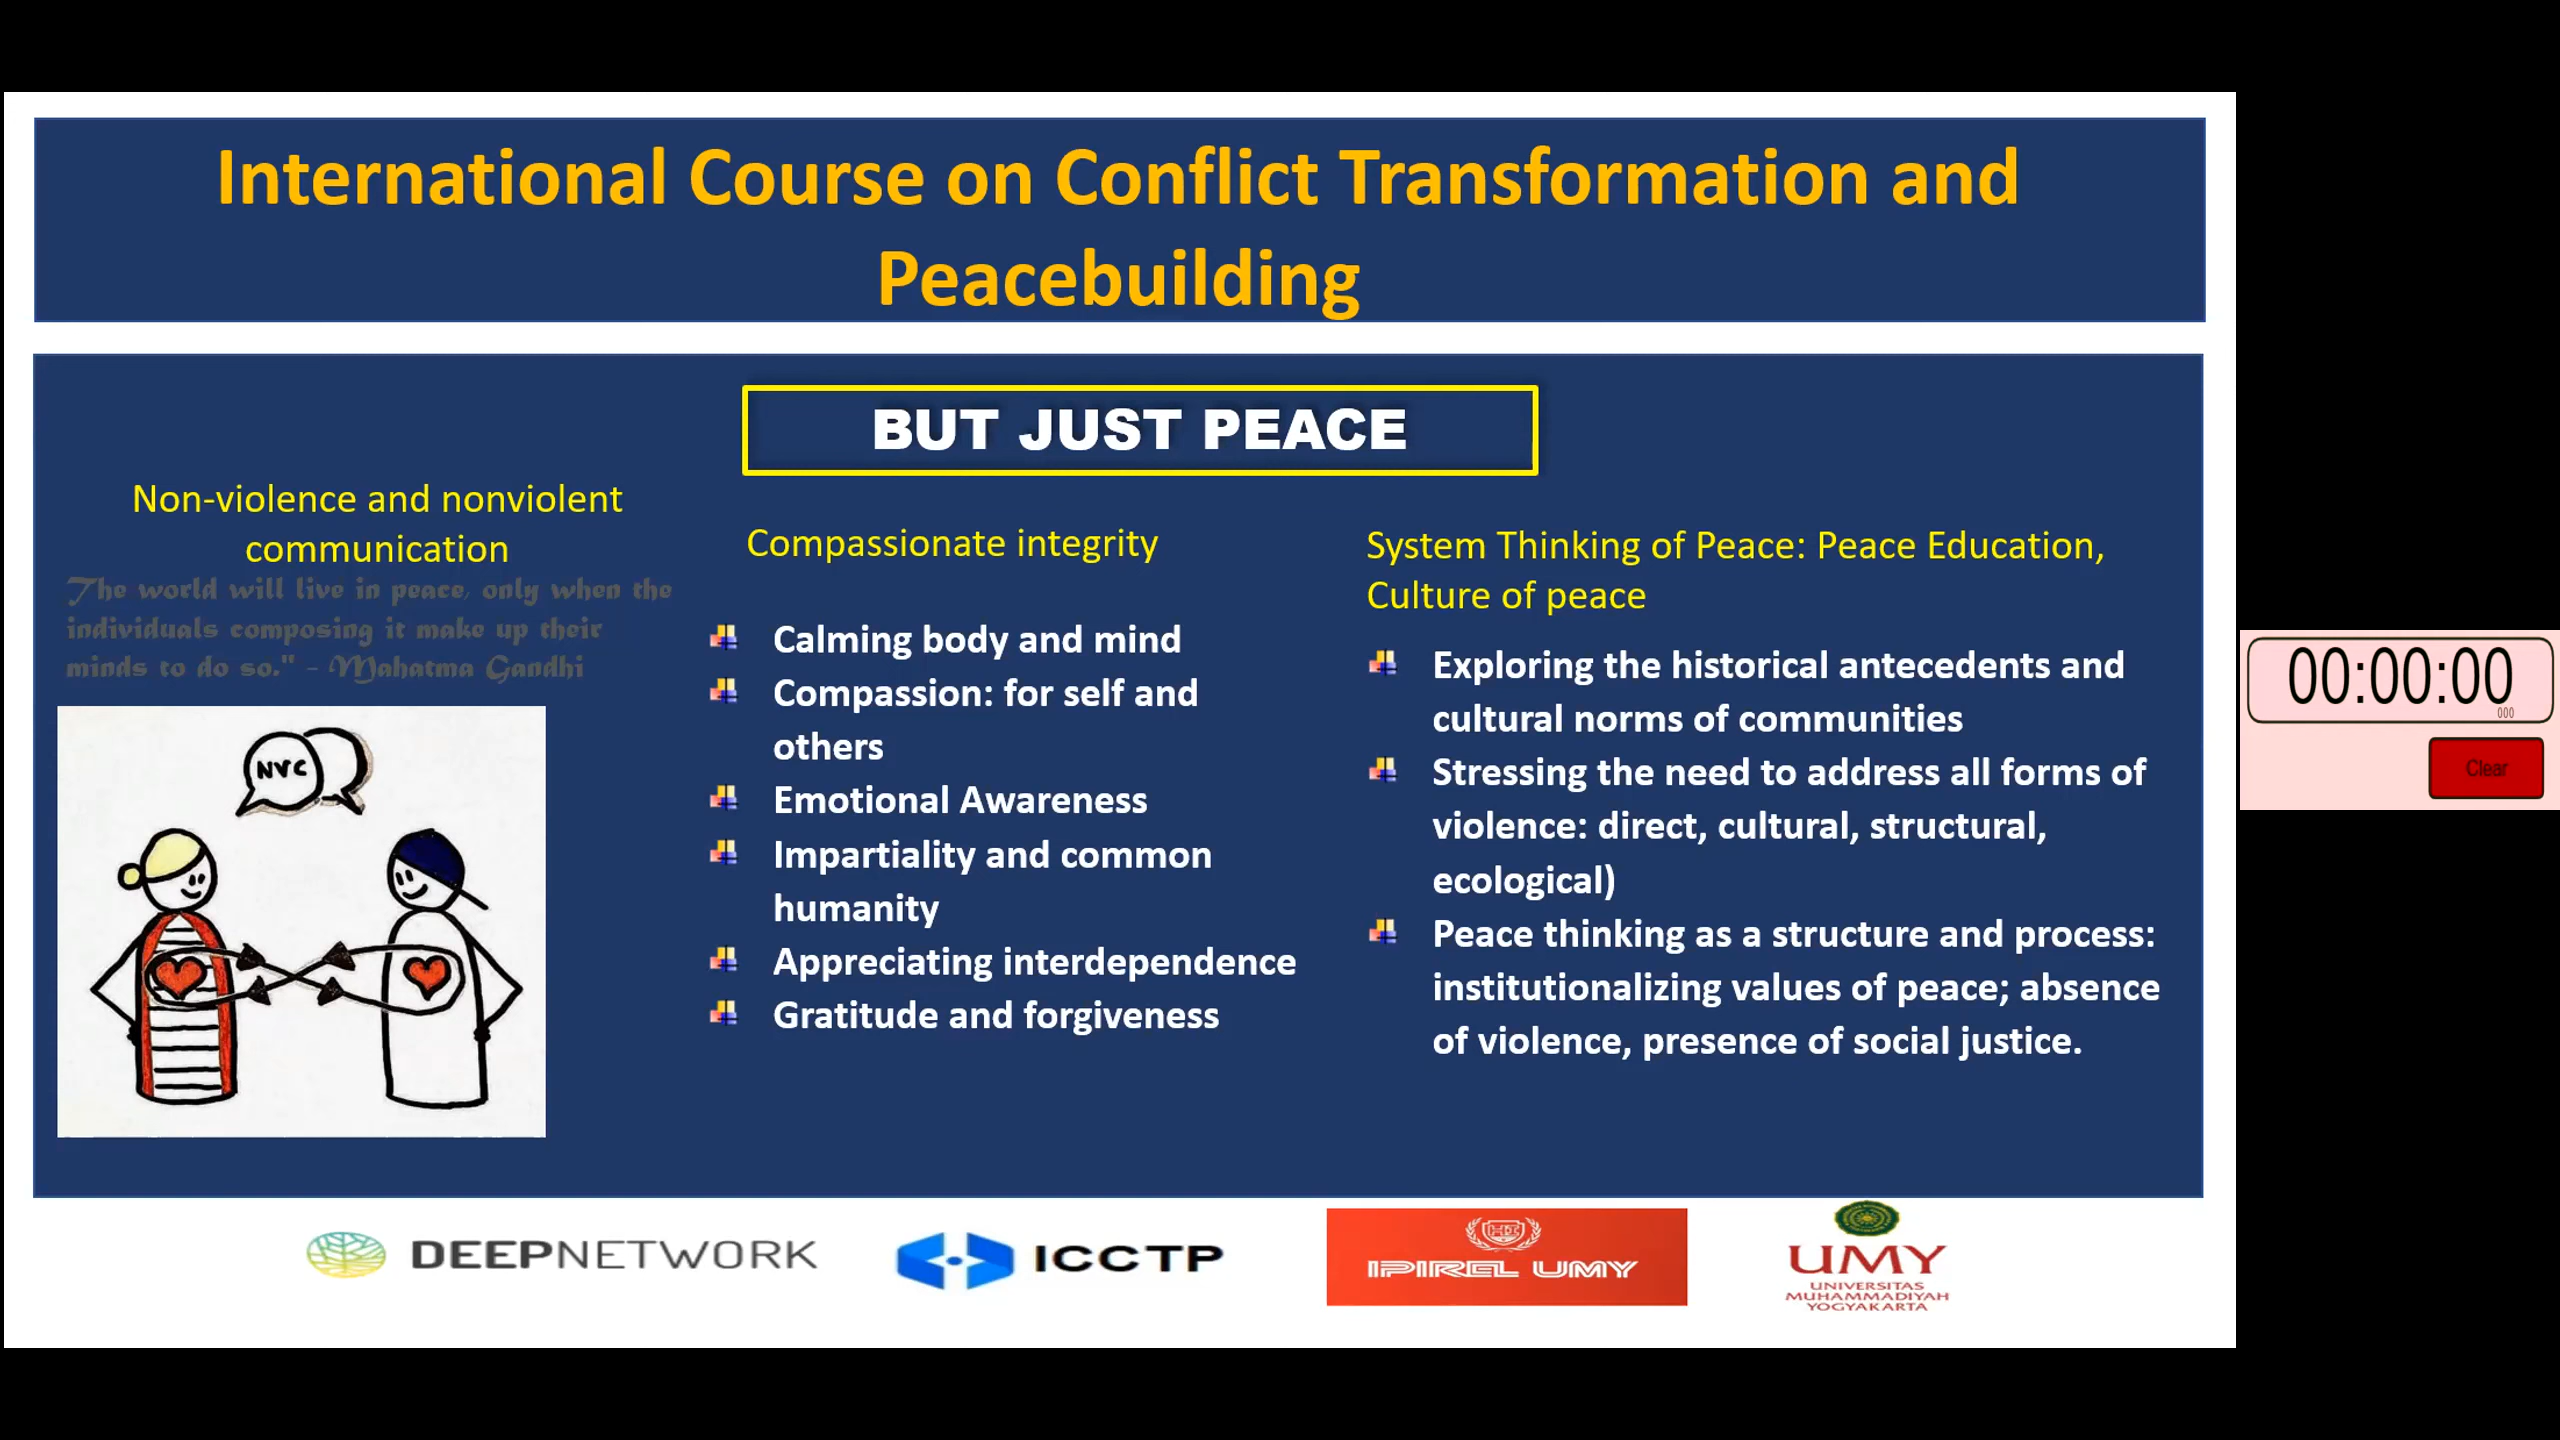 International Course on Conflict Transformation and
Peacebuilding
BUT JUST PEACE
Non-violence and nonviolent
communication
The world will live in peace, only when the
individuals composing it make up their
minds to do so." - Mahatma Gandhi
NVC
Compassionate integrity
Calming body and mind
Compassion: for self and
others
Emotional Awareness
Impartiality and common
humanity
Appreciating interdependence
Gratitude and forgiveness
System Thinking of Peace: Peace Education,
Culture of peace
Exploring the historical antecedents and
cultural norms of communities
Stressing the need to address all forms of
violence: direct, cultural, structural,
ecological)
Peace thinking as a structure and process:
institutionalizing values of peace; absence
of violence, presence of social justice.
00:00:00
000
Clear
DEEPNETWORK
ICCTP
HI
IPIREL UMY
UMY
UNIVERSITAS
MUHAMMADIYAH
YOGYAKARTA